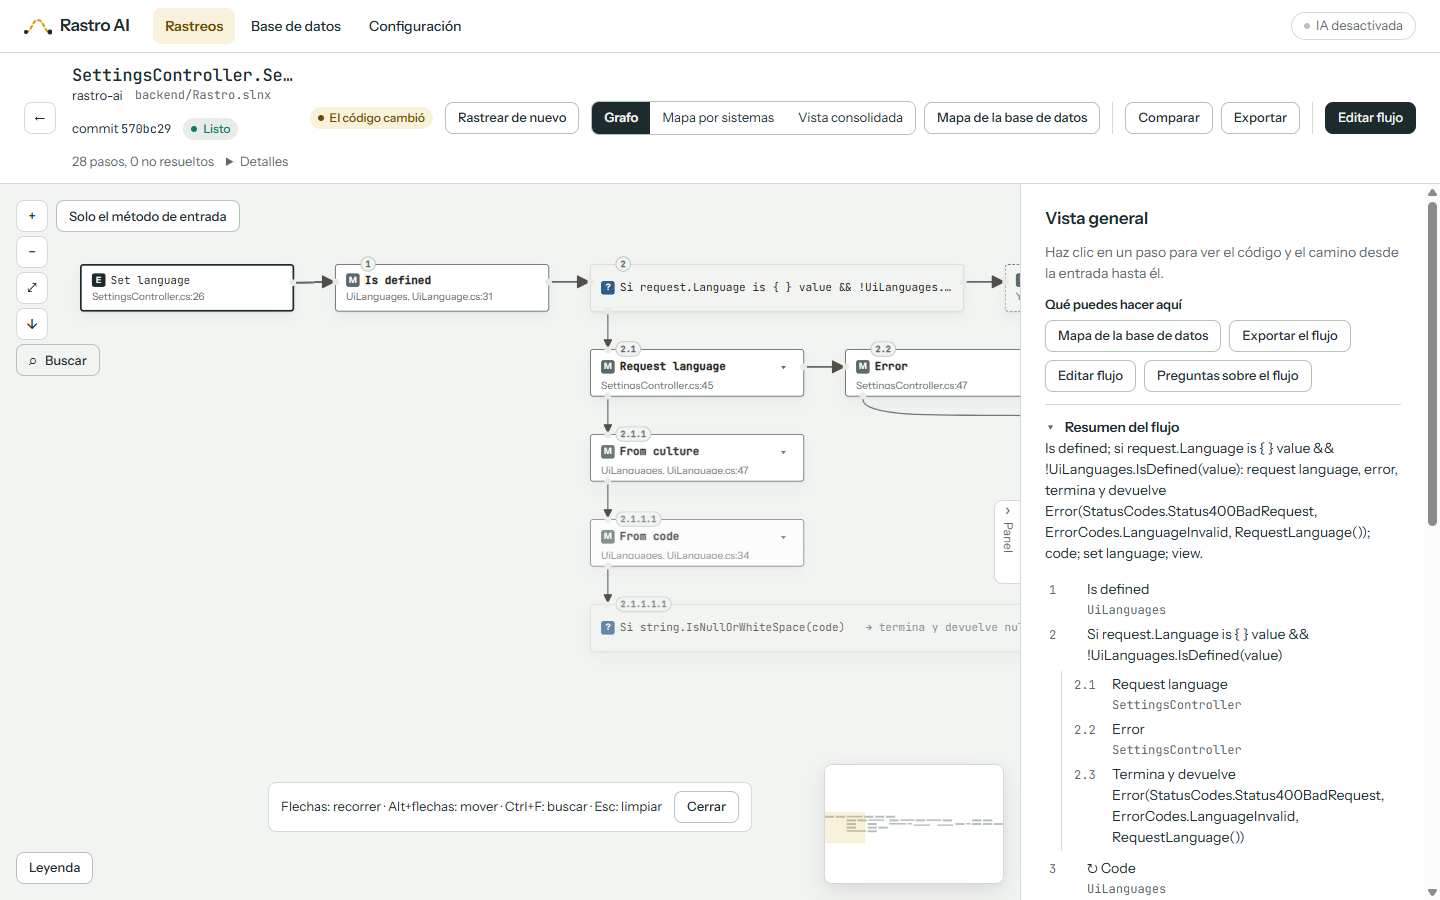 Rastro AI
Rastreos
Base de datos
Configuración
IA desactivada
←
SettingsController.Se…
rastro-ai backend/Rastro.slnx
commit 570bc29
Listo
28 pasos, 0 no resueltos
Detalles
El código cambió
Rastrear de nuevo
Grafo
Mapa por sistemas
Vista consolidada
Mapa de la base de datos
Comparar
Exportar
Editar flujo
+
Solo el método de entrada
−
Buscar
E Set language
SettingsController.cs:26
1
M Is defined
UiLanguages, UiLanguage.cs:31
2
? Si request.Language is { } value && !UiLanguages.…
2.1
M Request language
SettingsController.cs:45
2.2
M Error
SettingsController.cs:47
2.1.1
M From culture
UiLanguages, UiLanguage.cs:47
2.1.1.1
M From code
UiLanguages, UiLanguage.cs:34
2.1.1.1.1
? Si string.IsNullOrWhiteSpace(code) → termina y devuelve
Panel
Flechas: recorrer · Alt+flechas: mover · Ctrl+F: buscar · Esc: limpiar
Cerrar
Leyenda
Vista general
Haz clic en un paso para ver el código y el camino desde
la entrada hasta él.
Qué puedes hacer aquí
Mapa de la base de datos
Exportar el flujo
Editar flujo
Preguntas sobre el flujo
Resumen del flujo
Is defined; si request.Language is { } value &&
!UiLanguages.IsDefined(value): request language, error,
termina y devuelve
Error(StatusCodes.Status400BadRequest,
ErrorCodes.LanguageInvalid, RequestLanguage());
code; set language; view.
1 Is defined
UiLanguages
2 Si request.Language is { } value &&
!UiLanguages.IsDefined(value)
2.1 Request language
SettingsController
2.2 Error
SettingsController
2.3 Termina y devuelve
Error(StatusCodes.Status400BadRequest,
ErrorCodes.LanguageInvalid,
RequestLanguage())
3 ↻ Code
UiLanguages